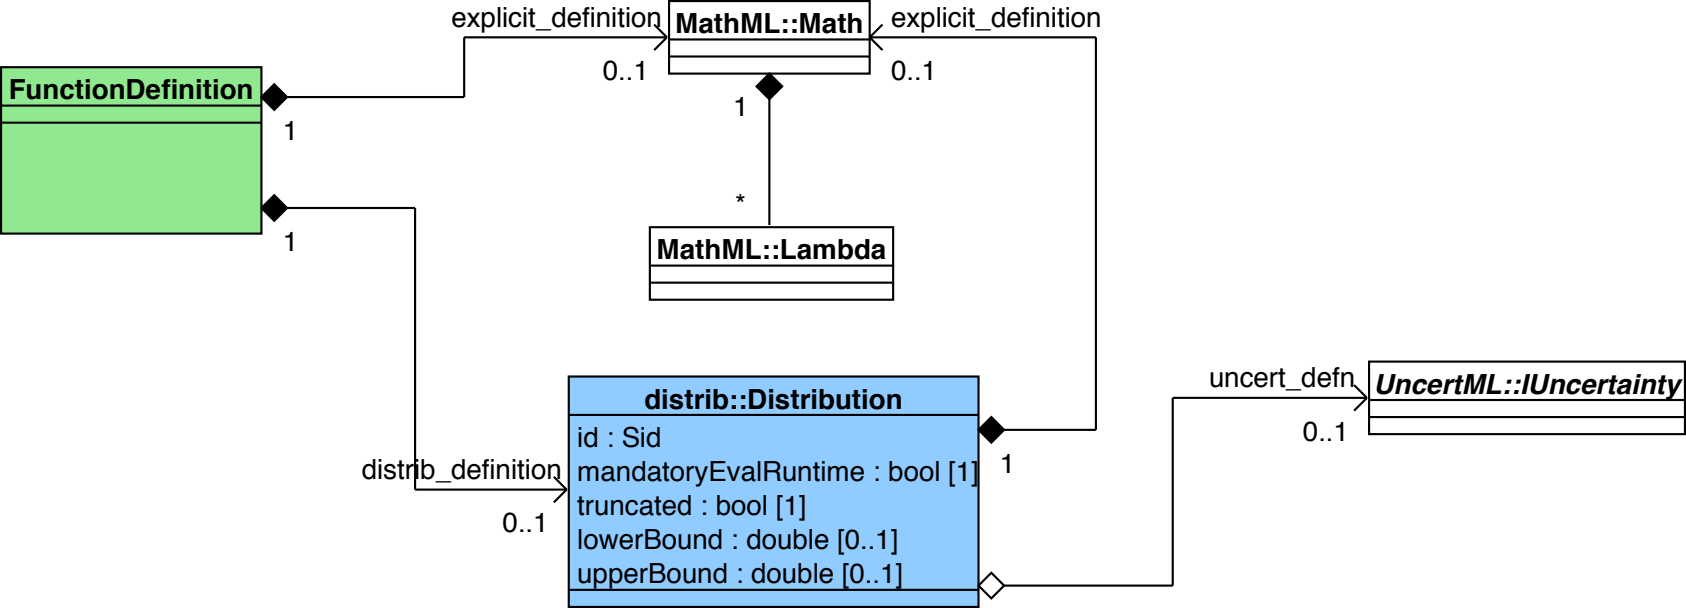 explicit_definition
MathML::Math
explicit_definition
0..1
0..1
FunctionDefinition
1
1
*
1
MathML::Lambda
uncert_defn
UncertML::IUncertainty
0..1
distrib::Distribution
id : Sid
1
distrib_definition
mandatoryEvalRuntime : bool [1]
truncated : bool [1]
0..1
lowerBound : double [0..1]
upperBound : double [0..1]